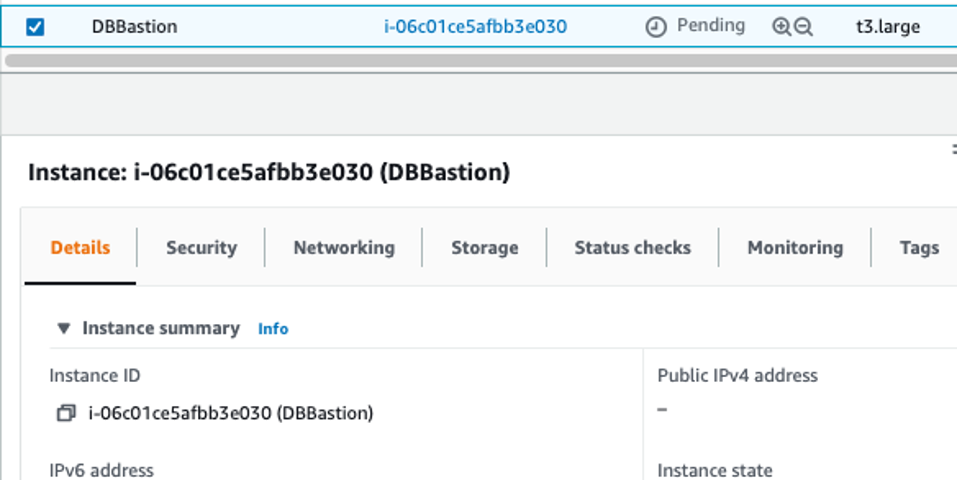 DBBastion i-06c01ce5afbb3e030 Pending t3.large
Instance: i-06c01ce5afbb3e030 (DBBastion)
Details Security Networking Storage Status checks Monitoring Tags
▼ Instance summary Info
Instance ID Public IPv4 address
i-06c01ce5afbb3e030 (DBBastion) –
IPv6 address Instance state